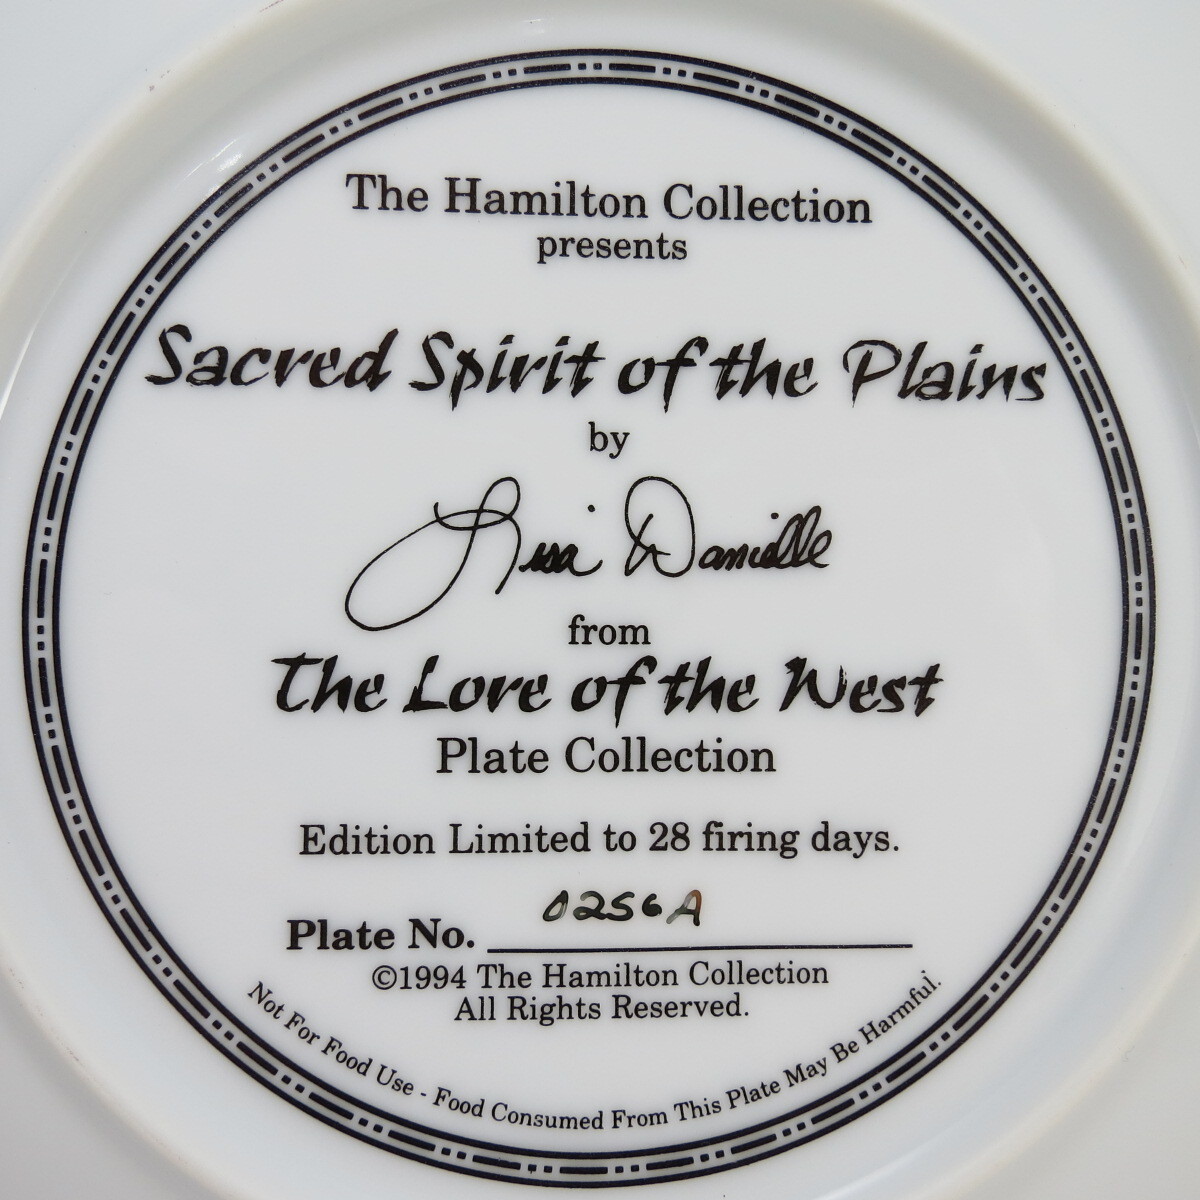 The Hamilton Collection
presents
Sacred Spirit of the Plains
by
Lisa Danielle
from
The Lore of the West
Plate Collection
Edition Limited to 28 firing days.
Plate No. 0256A
©1994 The Hamilton Collection
All Rights Reserved.
Not For Food Use - Food Consumed From This Plate May Be Harmful.